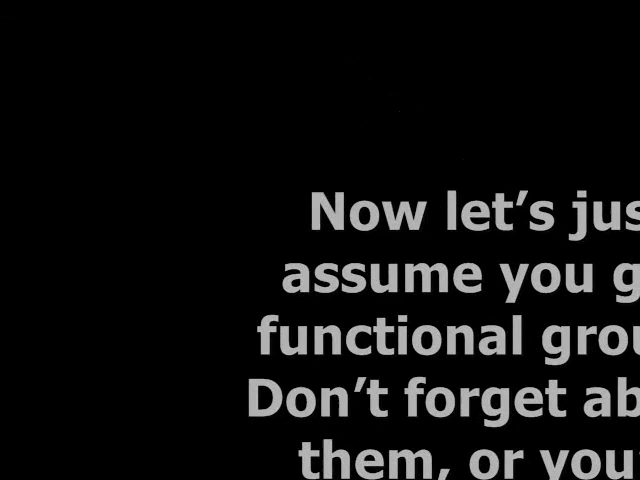 Now let’s jus
assume you g
functional grou
Don’t forget ab
them, or you